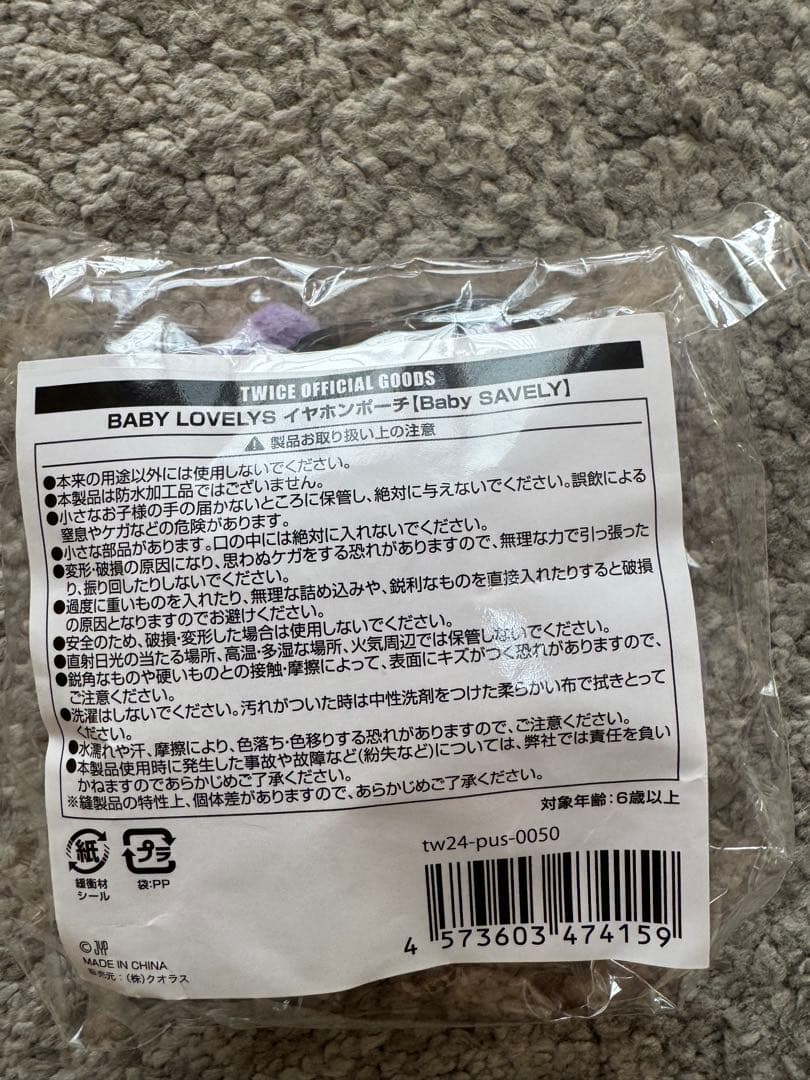 TWICE OFFICIAL GOODS
BABY LOVELYS イヤホンポーチ【Baby SAVELY】
製品お取り扱い上の注意
●本来の用途以外には使用しないでください。
●本製品は防水加工品ではございません。
●小さなお子様の手の届かないところに保管し、絶対に与えないでください。誤飲による
窒息やケガなどの危険があります。
●小さな部品があります。口の中には絶対に入れないでください。
●変形・破損の原因になり、思わぬケガをする恐れがありますので、無理な力で引っ張った
り、振り回したりしないでください。
●過度に重いものを入れたり、無理な詰め込みや、鋭利なものを直接入れたりすると破損
の原因となりますのでお避けください。
●安全のため、破損・変形した場合は使用しないでください。
●直射日光の当たる場所、高温・多湿な場所、火気周辺では保管しないでください。
●鋭角なものや硬いものとの接触・摩擦によって、表面にキズがつく恐れがありますので、
ご注意ください。
●洗濯はしないでください。汚れがついた時は中性洗剤をつけた柔らかい布で拭きとって
ください。
●水濡れや汗、摩擦により、色落ち・色移りする恐れがありますので、ご注意ください。
●本製品使用時に発生した事故や故障など(紛失など)については、弊社では責任を負い
かねますのであらかじめご了承ください。
※縫製品の特性上、個体差がありますので、あらかじめご了承ください。
対象年齢：6歳以上
紙 プラ
緩衝材 袋：PP
シール
tw24-pus-0050
4 573603 474159
© JYP
MADE IN CHINA
販売元：(株)クオラス